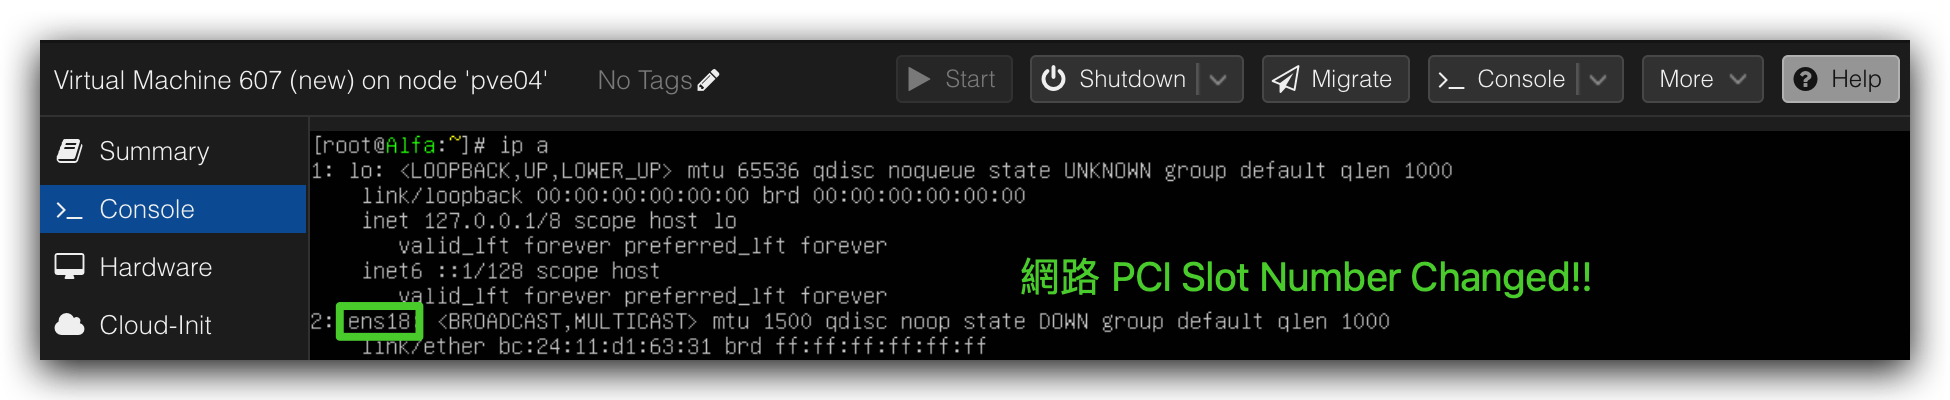 Virtual Machine 607 (new) on node 'pve04'
No Tags
Start
Shutdown
Migrate
Console
More
Help
Summary
Console
Hardware
Cloud-Init
[root@Alfa:~]# ip a
1: lo: <LOOPBACK,UP,LOWER_UP> mtu 65536 qdisc noqueue state UNKNOWN group default qlen 1000
link/loopback 00:00:00:00:00:00 brd 00:00:00:00:00:00
inet 127.0.0.1/8 scope host lo
valid_lft forever preferred_lft forever
inet6 ::1/128 scope host
valid_lft forever preferred_lft forever
網路 PCI Slot Number Changed!!
2: ens18: <BROADCAST,MULTICAST> mtu 1500 qdisc noop state DOWN group default qlen 1000
link/ether bc:24:11:d1:63:31 brd ff:ff:ff:ff:ff:ff